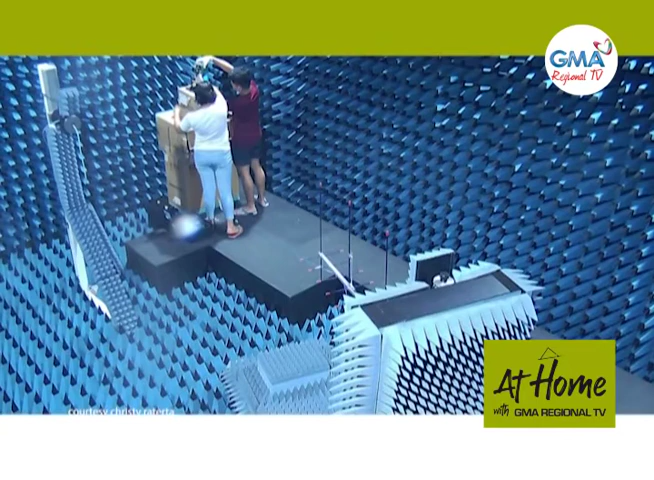 GMA
Regional TV
courtesy christy raterta
At Home
with GMA REGIONAL TV